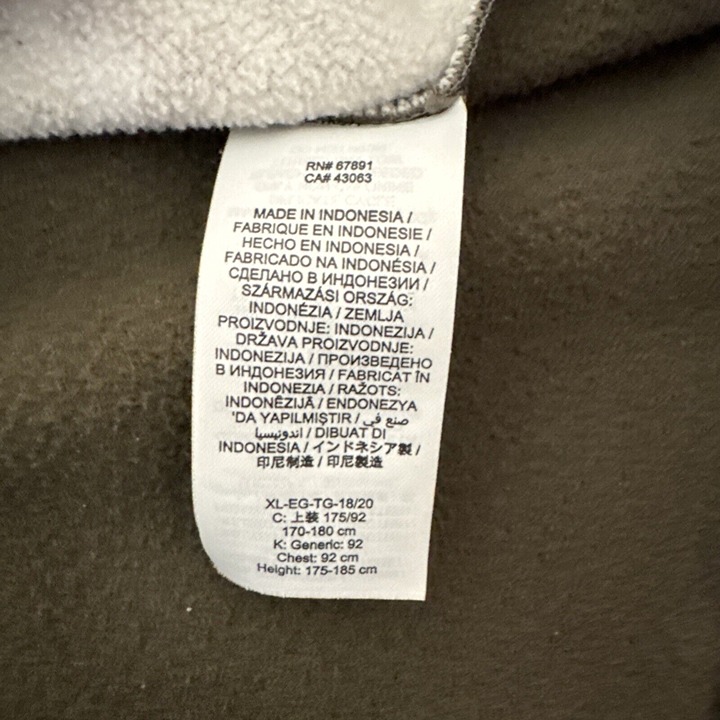 RN# 67891
CA# 43063
MADE IN INDONESIA /
FABRIQUE EN INDONESIE /
HECHO EN INDONESIA /
FABRICADO NA INDONÉSIA /
СДЕЛАНО В ИНДОНЕЗИИ /
SZÁRMAZÁSI ORSZÁG:
INDONÉZIA / ZEMLJA
PROIZVODNJE: INDONEZIJA /
DRŽAVA PROIZVODNJE:
INDONEZIJA / ПРОИЗВЕДЕНО
В ИНДОНЕЗИЯ / FABRICAT ÎN
INDONEZIA / RAŽOTS:
INDONĒZIJĀ / ENDONEZYA
'DA YAPILMIŞTIR / صنع في
اندونيسيا / DIBUAT DI
INDONESIA / インドネシア製 /
印尼制造 / 印尼製造
XL-EG-TG-18/20
C: 上装 175/92
170-180 cm
K: Generic: 92
Chest: 92 cm
Height: 175-185 cm